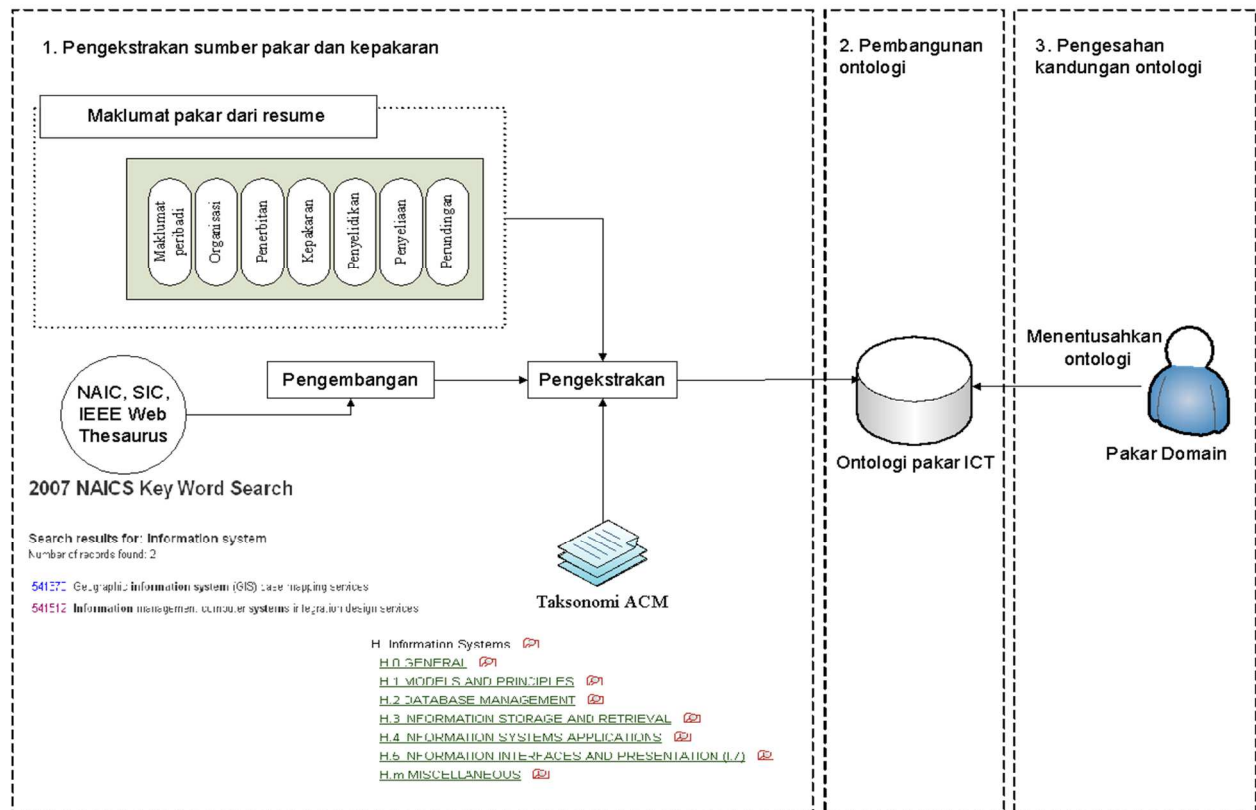 1. Pengekstrakan sumber pakar dan kepakaran
Maklumat pakar dari resume
Maklumat
peribadi
Organisasi
Penerbitan
Kepakaran
Penyelidikan
Penyeliaan
Perundingan
NAIC, SIC,
IEEE Web
Thesaurus
Pengembangan
Pengekstrakan
2007 NAICS Key Word Search
Search results for: Information system
Number of records found: 2
Geographic information system (GIS) base mapping services
541512 Information management computer systems integration design services
Taksonomi ACM
H. Information Systems
H.0 GENERAL
H.1 MODELS AND PRINCIPLES
H.2 DATABASE MANAGEMENT
H.3 INFORMATION STORAGE AND RETRIEVAL
H.4 INFORMATION SYSTEMS APPLICATIONS
H.5 INFORMATION INTERFACES AND PRESENTATION (I.7)
H.m MISCELLANEOUS
2. Pembangunan
ontologi
Ontologi pakar ICT
3. Pengesahan
kandungan ontologi
Menentusahkan
ontologi
Pakar Domain